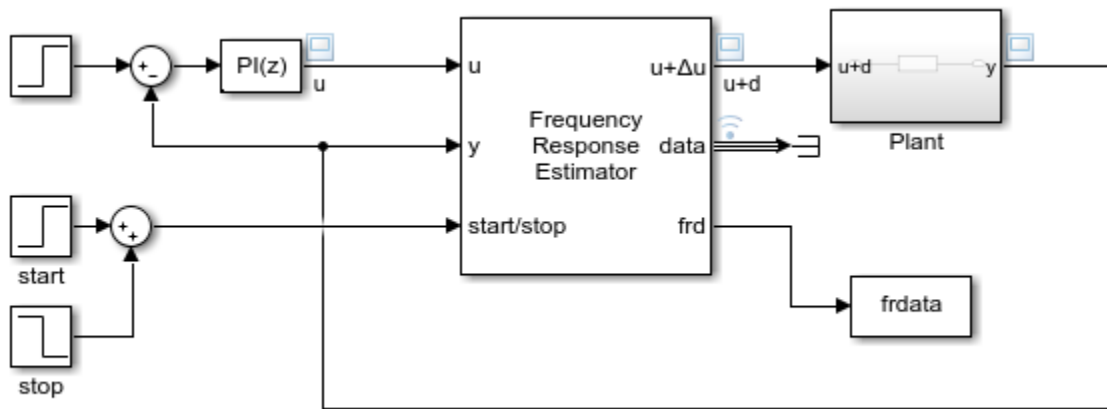 PI(z)
u
u
y
start/stop
Frequency
Response
Estimator
u+Δu
data
frd
u+d
u+d
y
Plant
start
stop
frdata